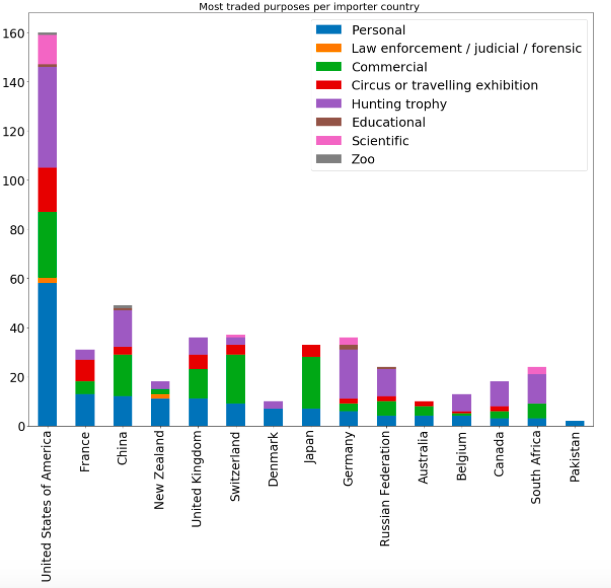 Most traded purposes per importer country
Personal
Law enforcement / judicial / forensic
Commercial
Circus or travelling exhibition
Hunting trophy
Educational
Scientific
Zoo
160
140
120
100
80
60
40
20
0
United States of America
France
China
New Zealand
United Kingdom
Switzerland
Denmark
Japan
Germany
Russian Federation
Australia
Belgium
Canada
South Africa
Pakistan